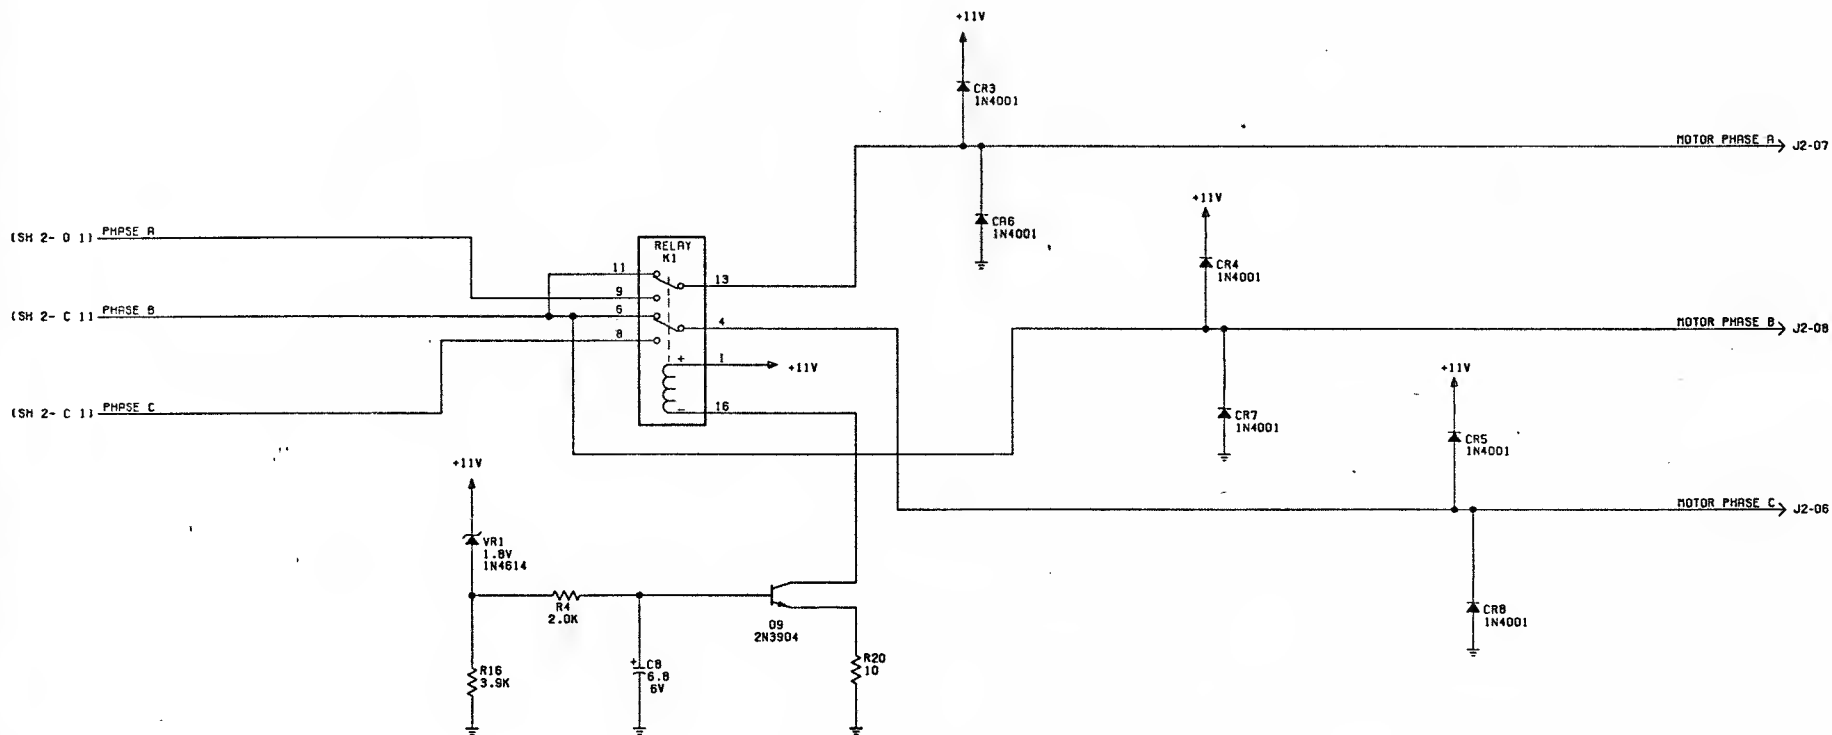 +11V
CR3
1N4001
MOTOR PHASE A
J2-07
+11V
CR6
1N4001
(SH 2- D 1) PHASE A
RELAY
K1
CR4
1N4001
11
13
9
(SH 2- C 1) PHASE B
6
4
MOTOR PHASE B
J2-08
8
+
1
+11V
+11V
(SH 2- C 1) PHASE C
-
16
CR7
1N4001
CR5
1N4001
+11V
MOTOR PHASE C
J2-06
VR1
1.8V
1N4614
R4
2.0K
Q9
2N3904
CR8
1N4001
R16
3.9K
+
C8
6.8
6V
R20
10